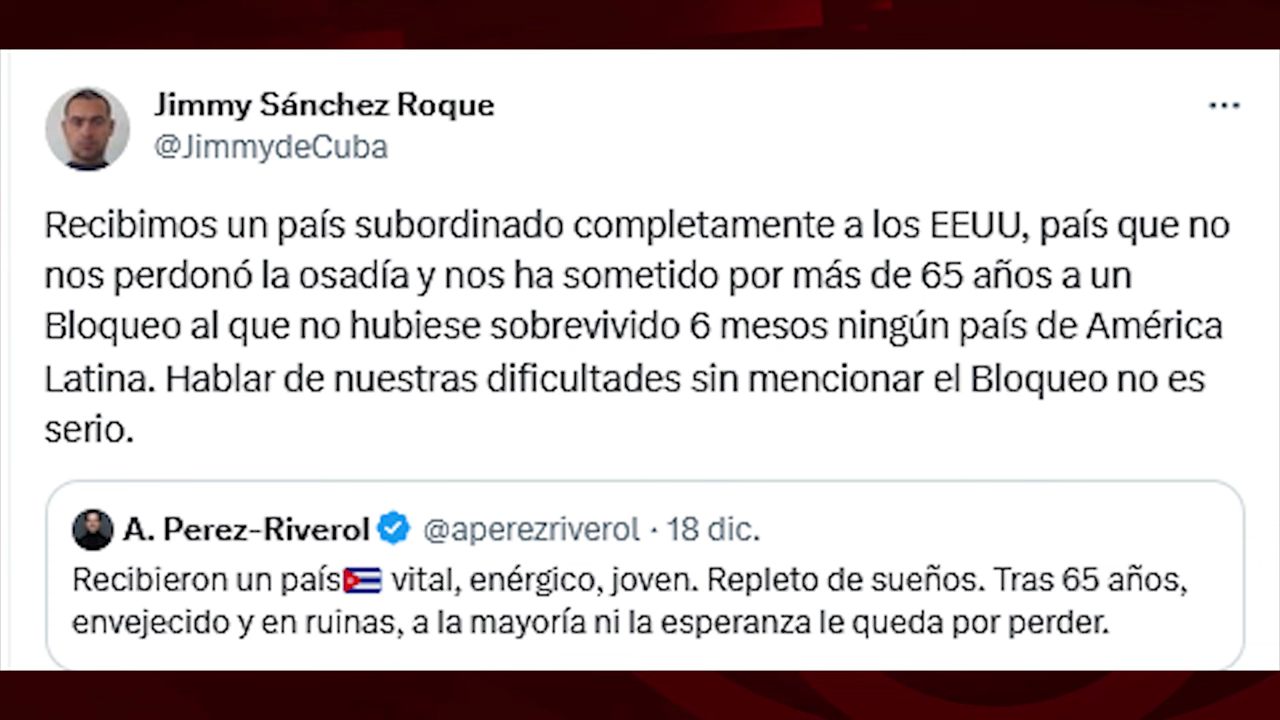 Jimmy Sánchez Roque
@JimmydeCuba
Recibimos un país subordinado completamente a los EEUU, país que no
nos perdonó la osadía y nos ha sometido por más de 65 años a un
Bloqueo al que no hubiese sobrevivido 6 mesos ningún país de América
Latina. Hablar de nuestras dificultades sin mencionar el Bloqueo no es
serio.
A. Perez-Riverol @aperezriverol · 18 dic.
Recibieron un país🇨🇺 vital, enérgico, joven. Repleto de sueños. Tras 65 años,
envejecido y en ruinas, a la mayoría ni la esperanza le queda por perder.